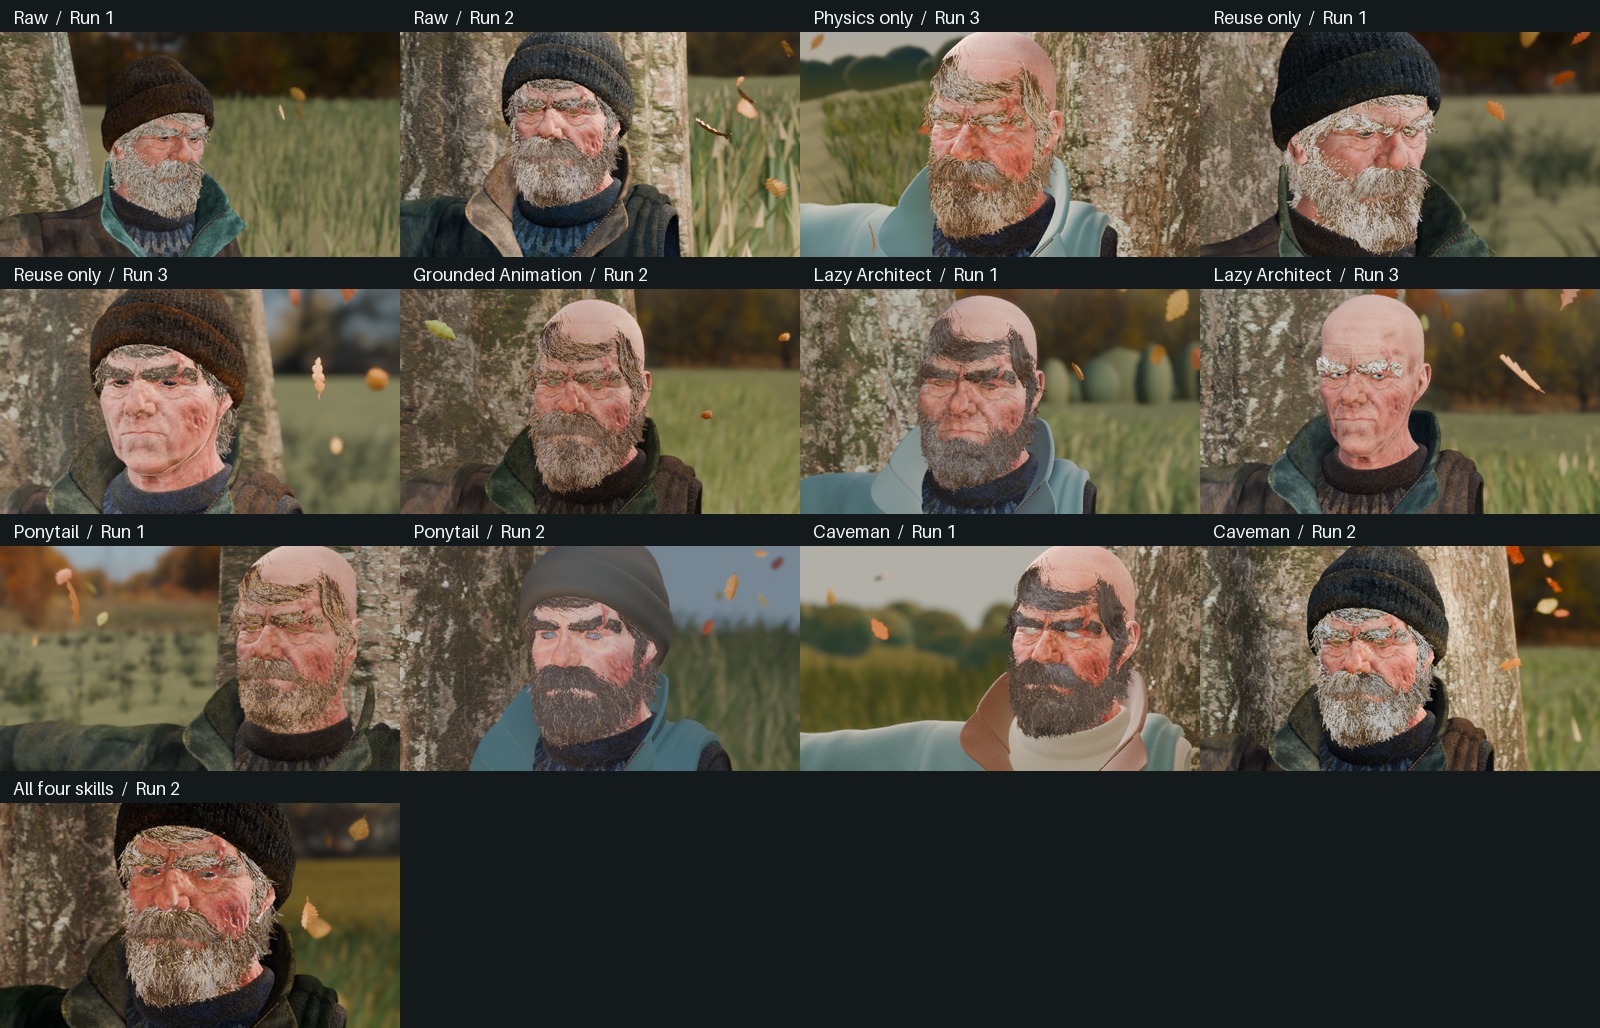 Raw / Run 1
Raw / Run 2
Physics only / Run 3
Reuse only / Run 1
Reuse only / Run 3
Grounded Animation / Run 2
Lazy Architect / Run 1
Lazy Architect / Run 3
Ponytail / Run 1
Ponytail / Run 2
Caveman / Run 1
Caveman / Run 2
All four skills / Run 2